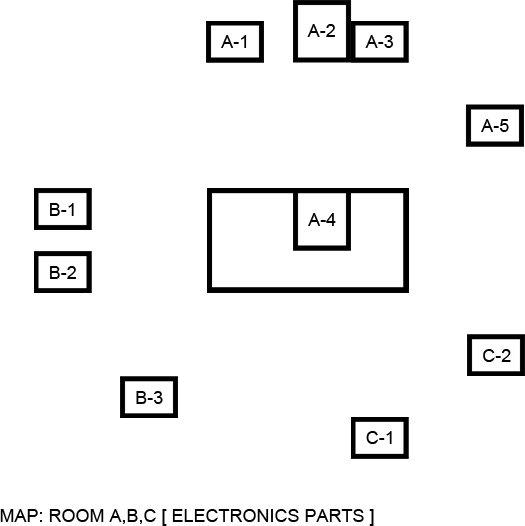 A-1
A-2
A-3
A-5
B-1
A-4
B-2
C-2
B-3
C-1
MAP: ROOM A,B,C [ ELECTRONICS PARTS ]